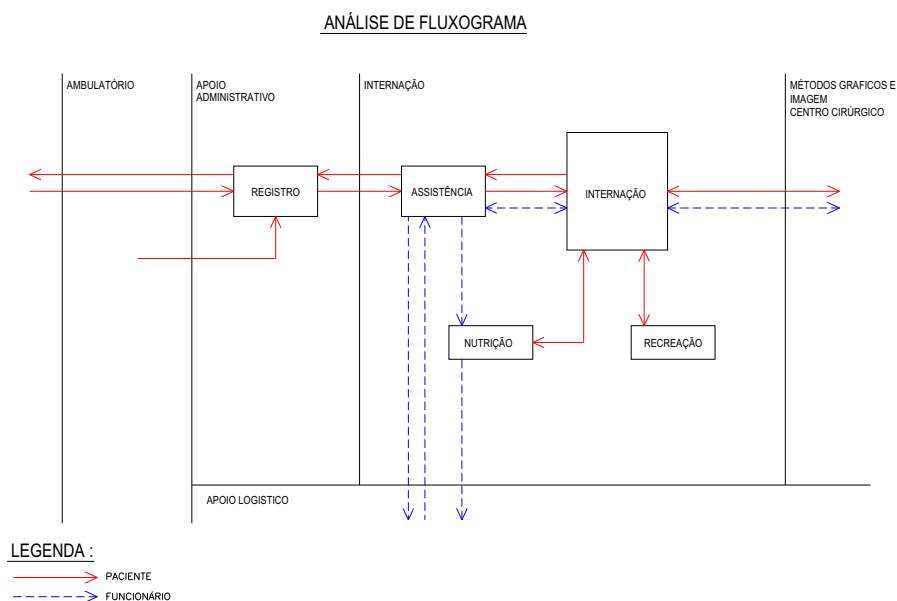 ANÁLISE DE FLUXOGRAMA
AMBULATÓRIO
APOIO
ADMINISTRATIVO
INTERNAÇÃO
MÉTODOS GRAFICOS E
IMAGEM
CENTRO CIRÚRGICO
REGISTRO
ASSISTÊNCIA
INTERNAÇÃO
NUTRIÇÃO
RECREAÇÃO
APOIO LOGISTICO
LEGENDA :
PACIENTE
FUNCIONÁRIO